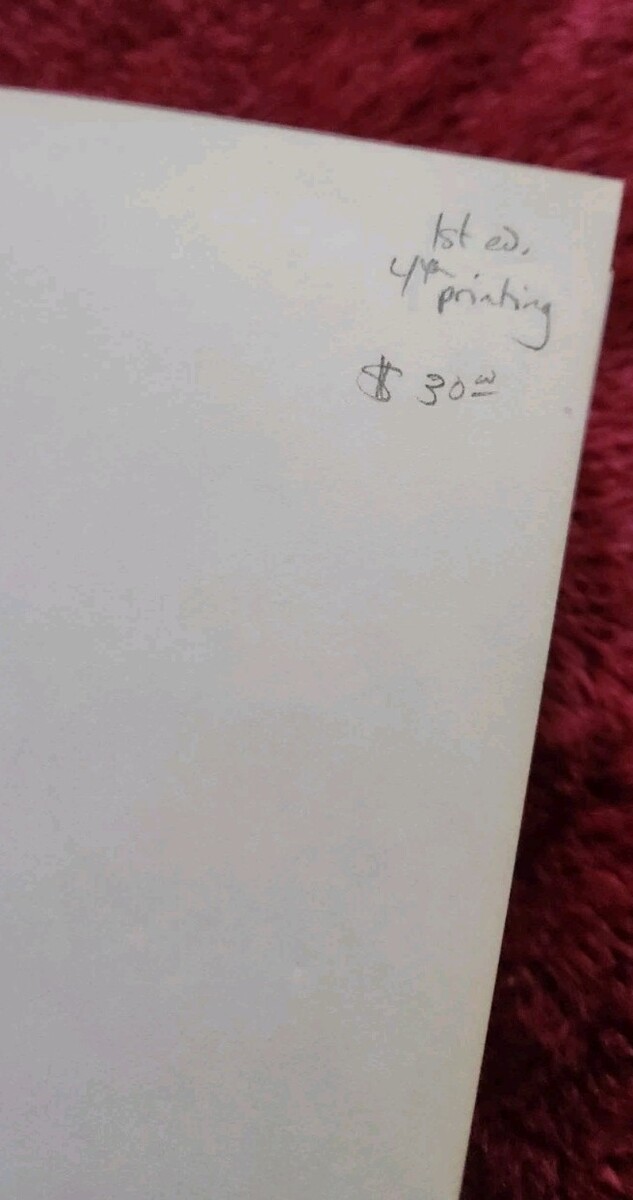 1st ed.
4th printing
$ 30.00